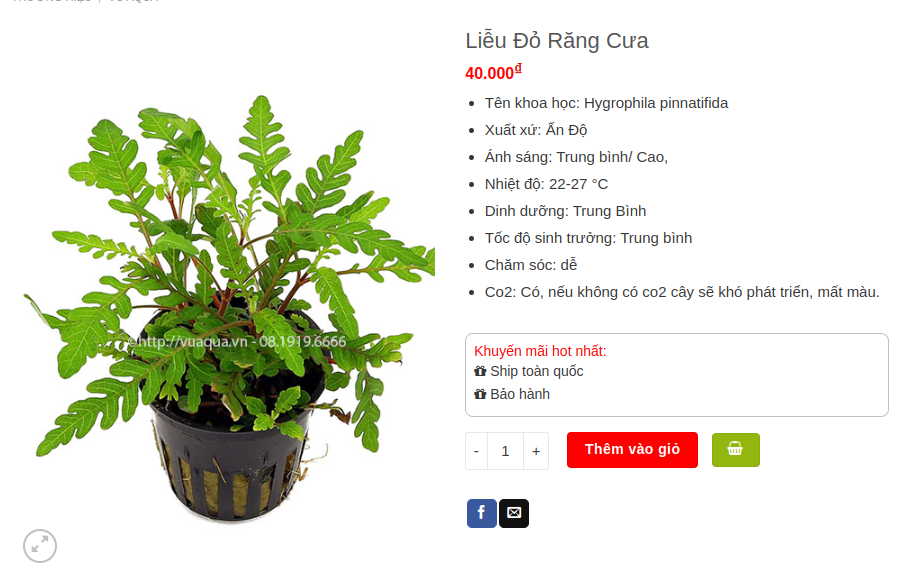 Liễu Đỏ Răng Cưa
40.000₫
Tên khoa học: Hygrophila pinnatifida
Xuất xứ: Ấn Độ
Ánh sáng: Trung bình/ Cao,
Nhiệt độ: 22-27 °C
Dinh dưỡng: Trung Bình
Tốc độ sinh trưởng: Trung bình
Chăm sóc: dễ
Co2: Có, nếu không có co2 cây sẽ khó phát triển, mất màu.
©http://vuaqua.vn - 08.1919.6666
Khuyến mãi hot nhất:
Ship toàn quốc
Bảo hành
- 1 +
Thêm vào giỏ